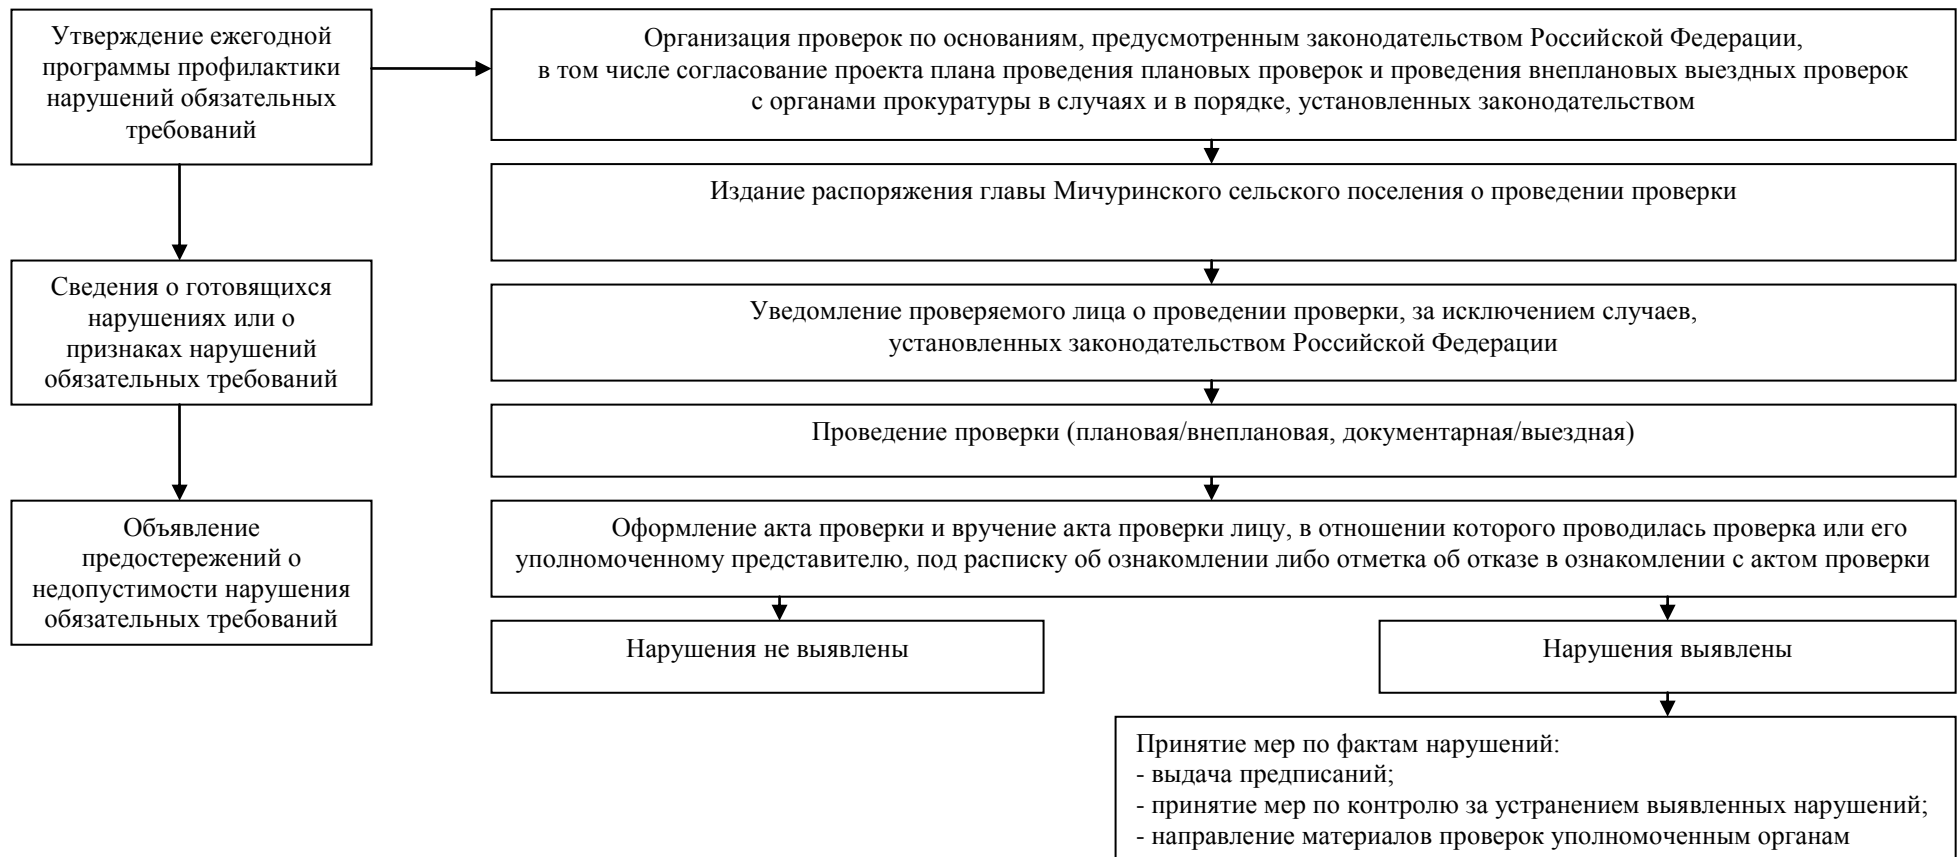 Утверждение ежегодной
программы профилактики
нарушений обязательных
требований
Организация проверок по основаниям, предусмотренным законодательством Российской Федерации,
в том числе согласование проекта плана проведения плановых проверок и проведения внеплановых выездных проверок
с органами прокуратуры в случаях и в порядке, установленных законодательством
Издание распоряжения главы Мичуринского сельского поселения о проведении проверки
Сведения о готовящихся
нарушениях или о
признаках нарушений
обязательных требований
Уведомление проверяемого лица о проведении проверки, за исключением случаев,
установленных законодательством Российской Федерации
Проведение проверки (плановая/внеплановая, документарная/выездная)
Объявление
предостережений о
недопустимости нарушения
обязательных требований
Оформление акта проверки и вручение акта проверки лицу, в отношении которого проводилась проверка или его
уполномоченному представителю, под расписку об ознакомлении либо отметка об отказе в ознакомлении с актом проверки
Нарушения не выявлены
Нарушения выявлены
Принятие мер по фактам нарушений:
- выдача предписаний;
- принятие мер по контролю за устранением выявленных нарушений;
- направление материалов проверок уполномоченным органам